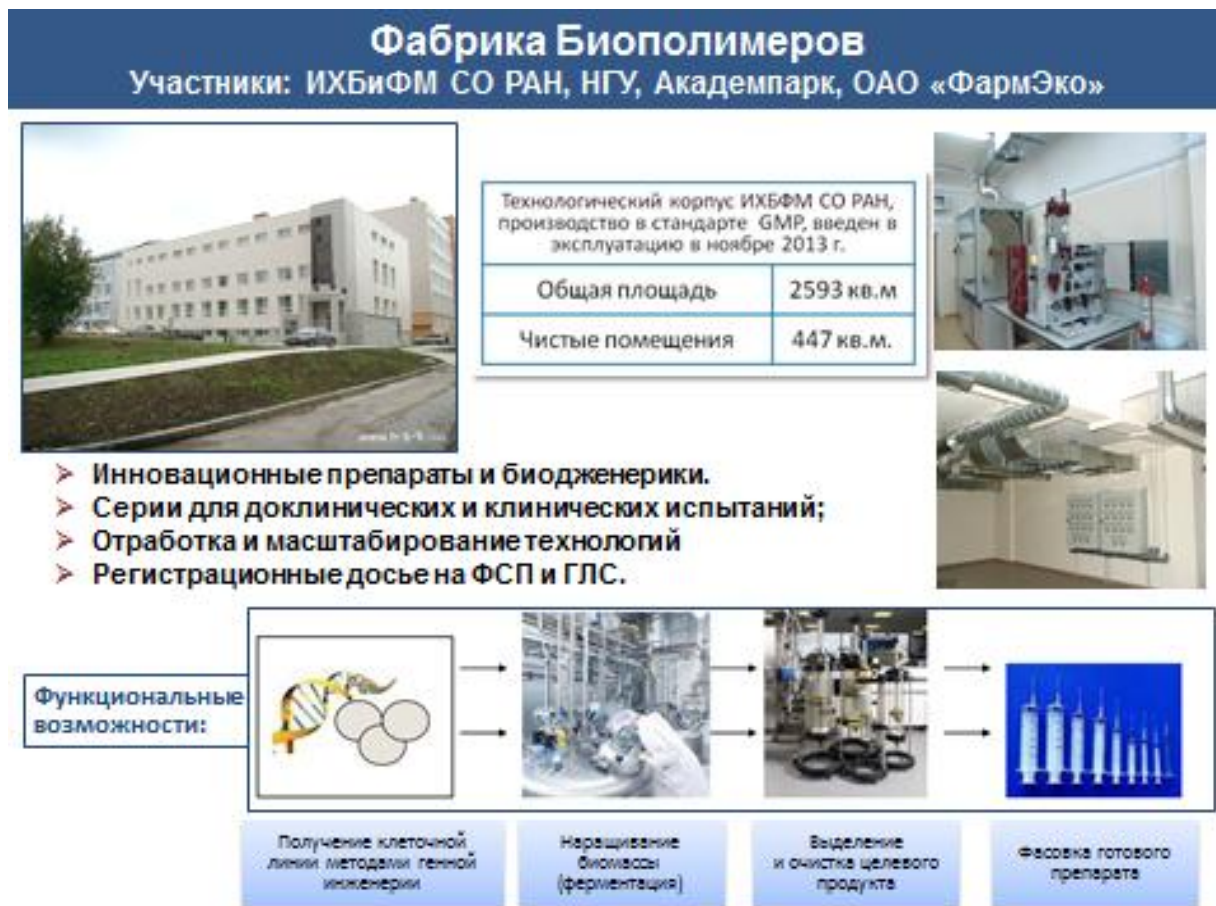 Фабрика Биополимеров
Участники: ИХБиФМ СО РАН, НГУ, Академпарк, ОАО «ФармЭко»
Технологический корпус ИХБФМ СО РАН,
производство в стандарте GMP, введен в
эксплуатацию в ноябре 2013 г.
Общая площадь 2593 кв.м
Чистые помещения 447 кв.м.
➢ Инновационные препараты и биодженерики.
➢ Серии для доклинических и клинических испытаний;
➢ Отработка и масштабирование технологий
➢ Регистрационные досье на ФСП и ГЛС.
Функциональные
возможности:
Получение клеточной
линии методами генной
инженерии
Наращивание
биомассы
(ферментация)
Выделение
и очистка целевого
продукта
Фасовка готового
препарата